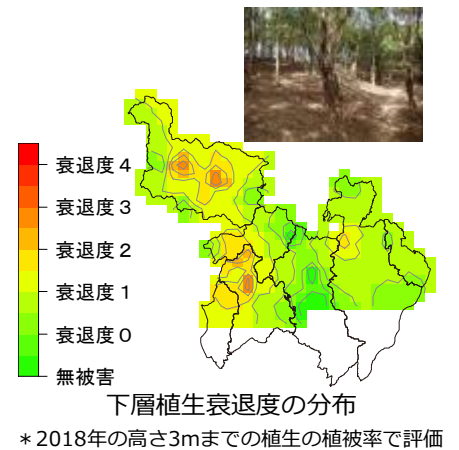 衰退度４
衰退度３
衰退度２
衰退度１
衰退度０
無被害
下層植生衰退度の分布
＊2018年の高さ3mまでの植生の植被率で評価